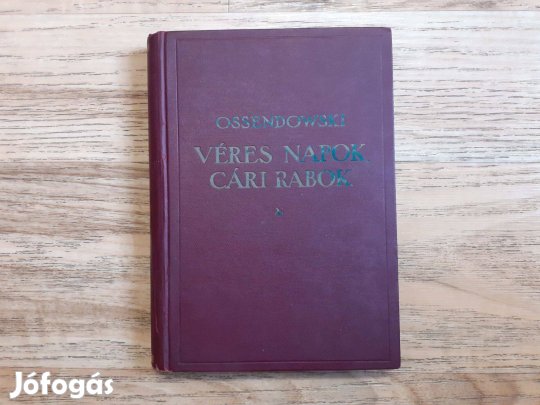 OSSENDOWSKI
VÉRES NAPOK,
CÁRI RABOK
Jófogás